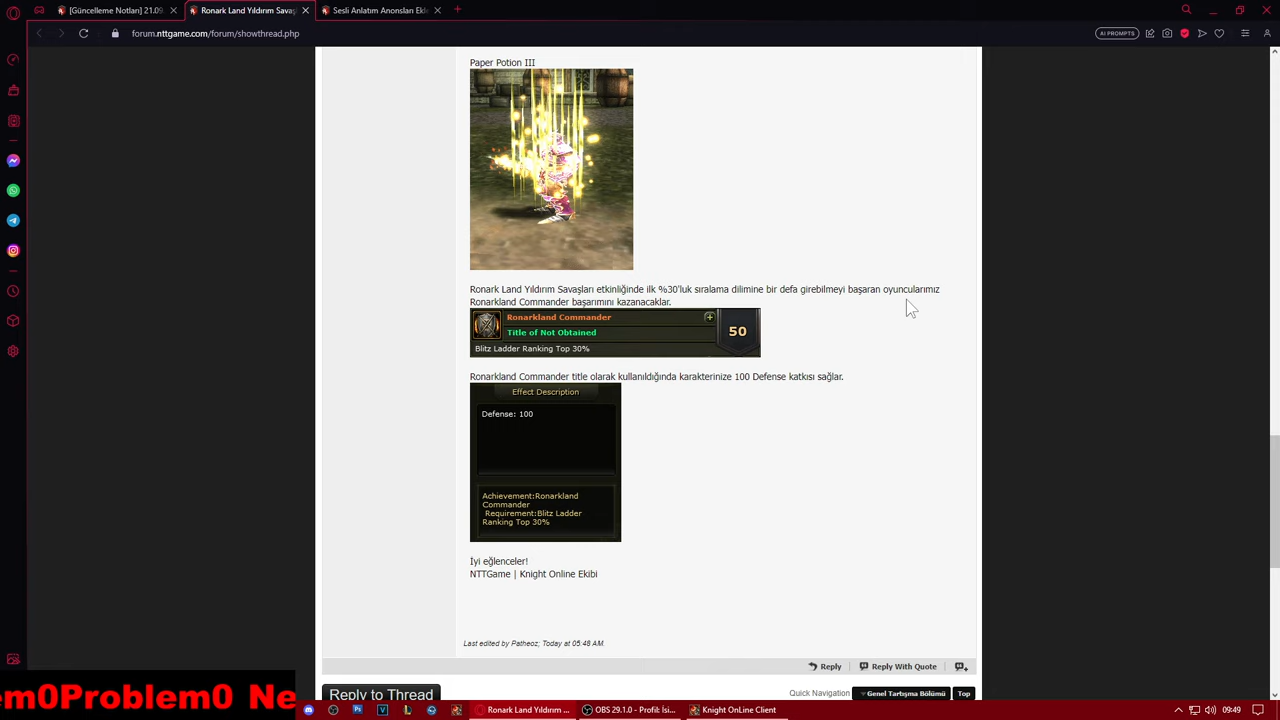 [Güncelleme Notları] 21.09
Ronark Land Yıldırım Savaş
Sesli Anlatım Anonsları Ekl
forum.nttgame.com/forum/showthread.php
AI PROMPTS
Paper Potion III
Ronark Land Yıldırım Savaşları etkinliğinde ilk %30'luk sıralama dilimine bir defa girebilmeyi başaran oyuncularımız
Ronarkland Commander başarımını kazanacaklar.
Ronarkland Commander
Title of Not Obtained
50
Blitz Ladder Ranking Top 30%
Ronarkland Commander title olarak kullanıldığında karakterinize 100 Defense katkısı sağlar.
Effect Description
Defense: 100
Achievement:Ronarkland
Commander
Requirement:Blitz Ladder
Ranking Top 30%
İyi eğlenceler!
NTTGame | Knight Online Ekibi
Last edited by Patheoz; Today at 05:48 AM.
Reply
Reply With Quote
Reply to Thread
Quick Navigation
Genel Tartışma Bölümü
Top
em0Problem0 Ne
Ronark Land Yıldırım ...
OBS 29.1.0 - Profil: İsi...
Knight OnLine Client
09:49